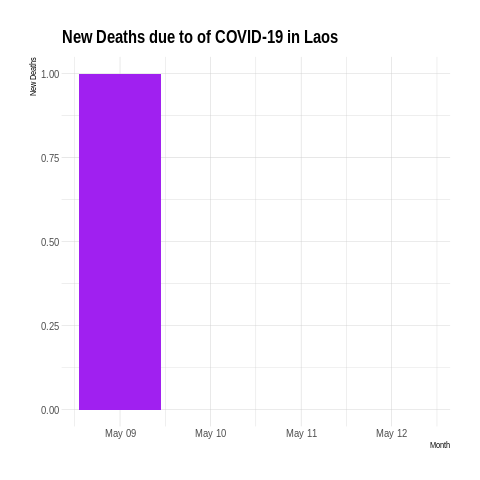 New Deaths due to of COVID-19 in Laos
New Deaths
1.00
0.75
0.50
0.25
0.00
May 09 May 10 May 11 May 12
Month